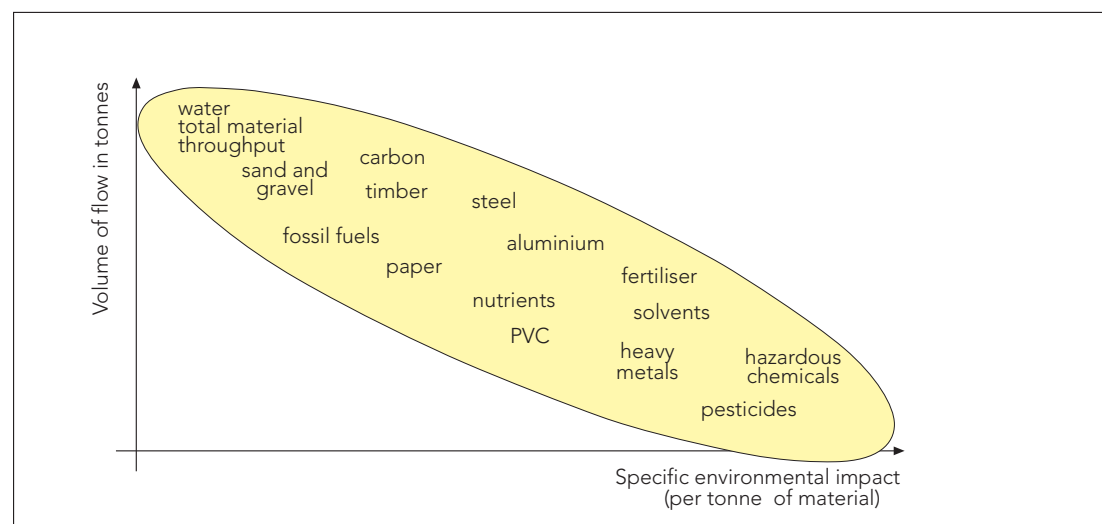 Volume of flow in tonnes
water
total material
throughput
sand and
gravel
carbon
timber
steel
fossil fuels
aluminium
paper
fertiliser
nutrients
solvents
PVC
heavy
metals
hazardous
chemicals
pesticides
Specific environmental impact
(per tonne of material)